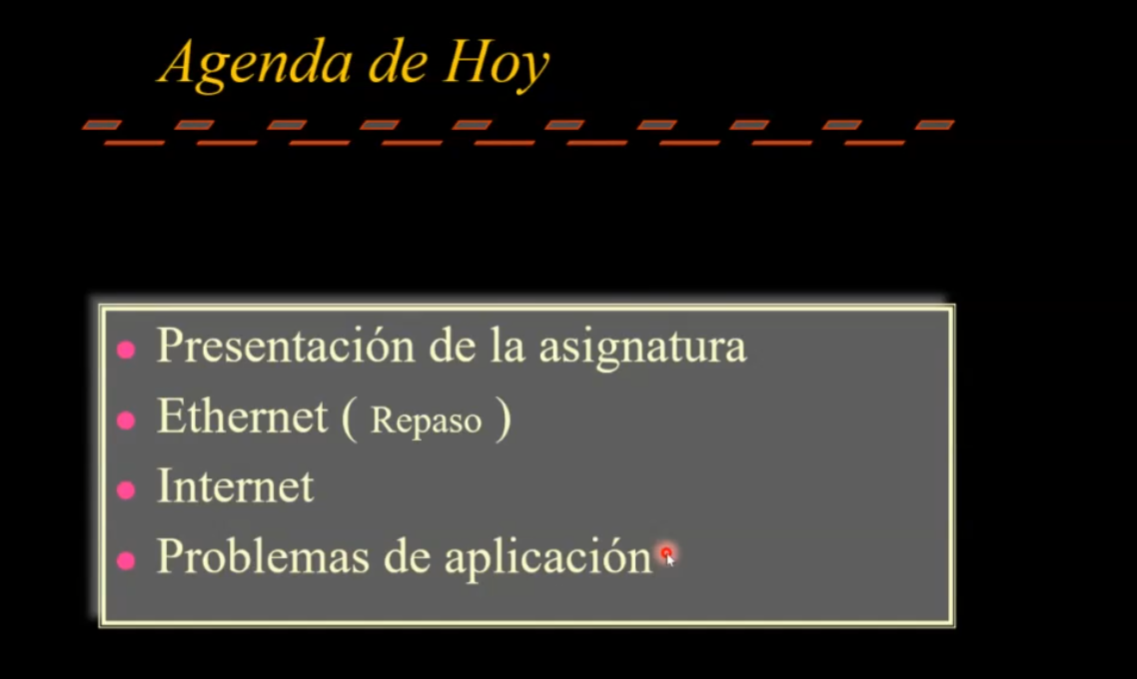 Agenda de Hoy
Presentación de la asignatura
Ethernet ( Repaso )
Internet
Problemas de aplicación